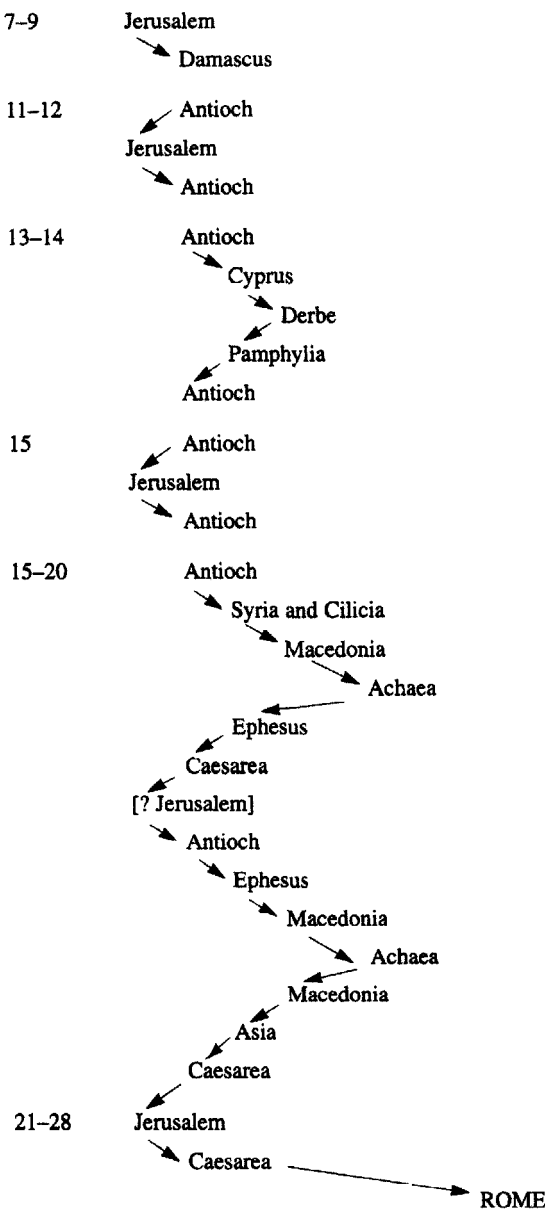 7–9 Jerusalem
Damascus
11–12 Antioch
Jerusalem
Antioch
13–14 Antioch
Cyprus
Derbe
Pamphylia
Antioch
15 Antioch
Jerusalem
Antioch
15–20 Antioch
Syria and Cilicia
Macedonia
Achaea
Ephesus
Caesarea
[? Jerusalem]
Antioch
Ephesus
Macedonia
Achaea
Macedonia
Asia
Caesarea
21–28 Jerusalem
Caesarea
ROME